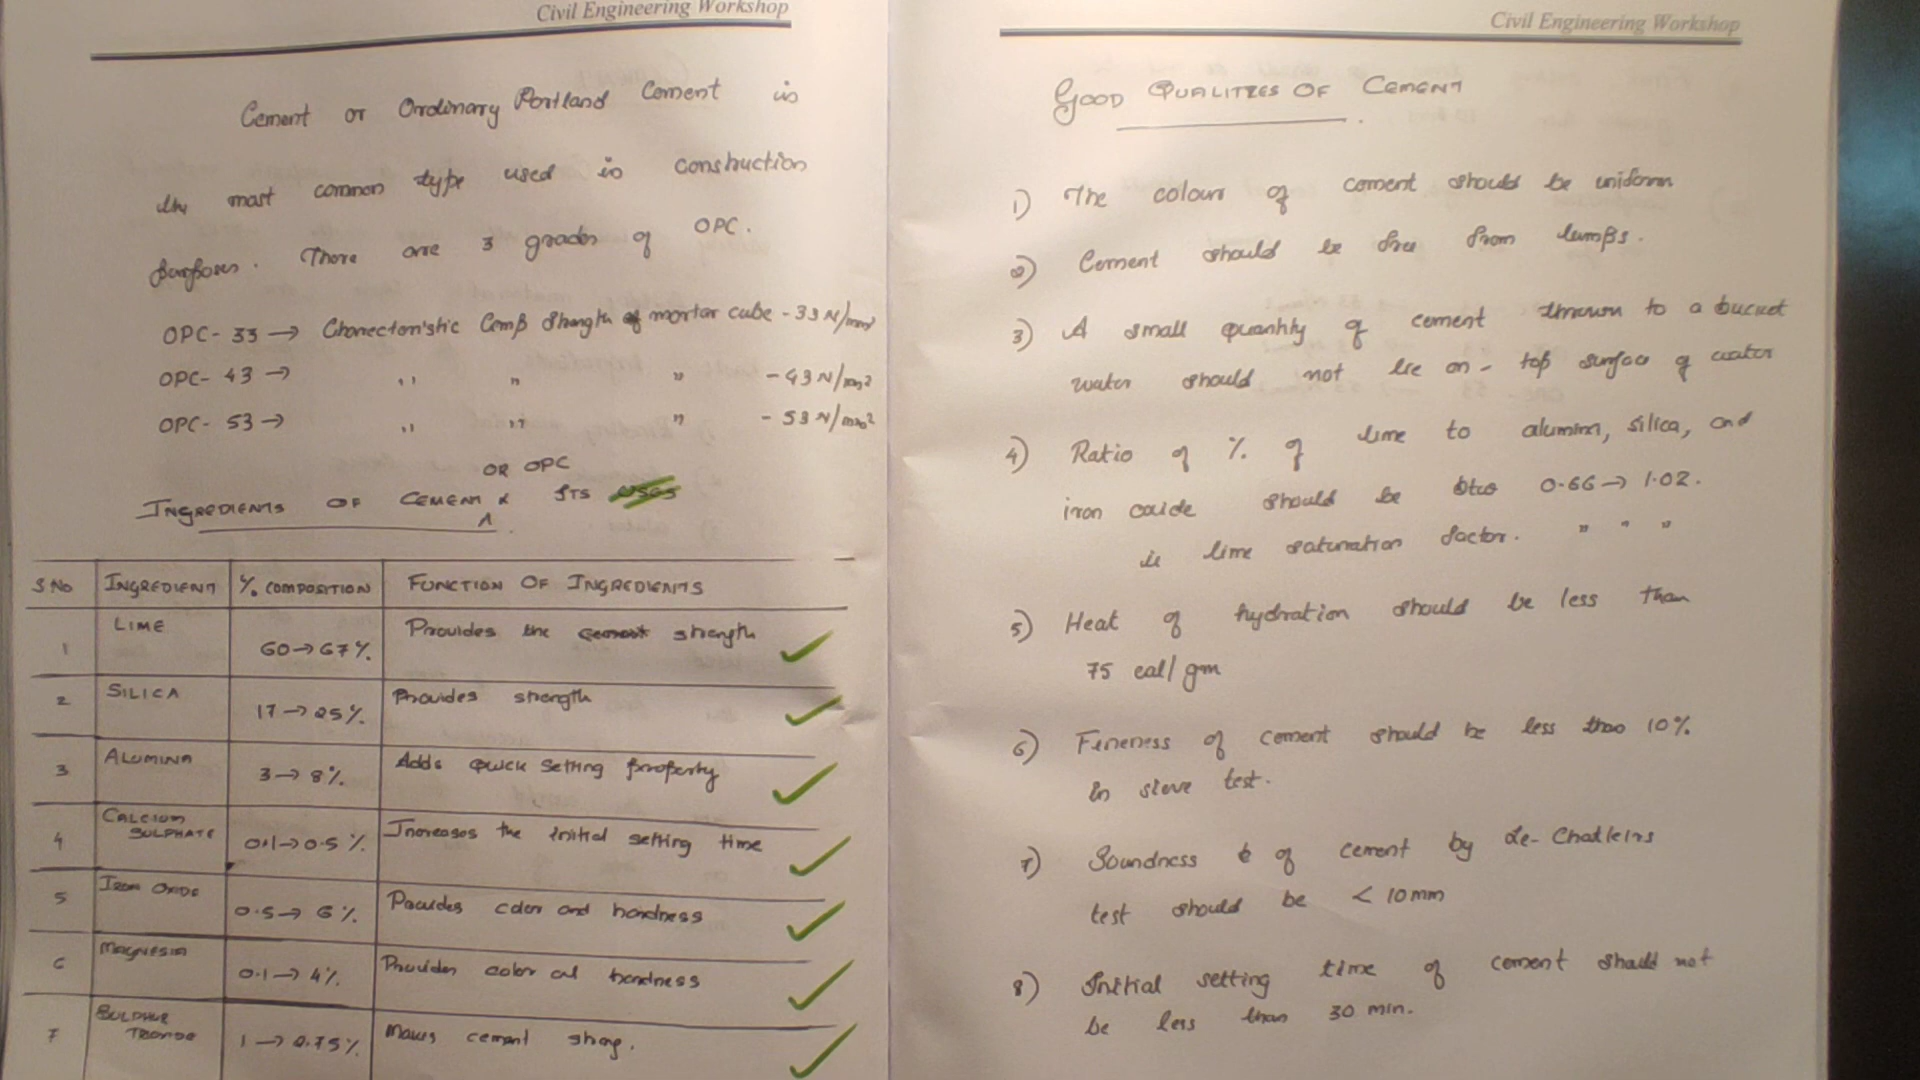 Civil Engineering Workshop
Cement or Ordinary Portland Cement is
the most common type used in construction
purposes. There are 3 grades of OPC.
OPC- 33 → Charecteristic Comp Strength of mortar cube - 33 N/mm²
OPC- 43 → ,, ,, ,, - 43 N/mm²
OPC- 53 → ,, ,, ,, - 53 N/mm²
OR OPC
INGREDIENTS OF CEMENT & ITS USES
S NO INGREDIENT % COMPOSITION FUNCTION OF INGREDIENTS
1 LIME 60→67%. Provides the cement strength
2 SILICA 17→25%. Provides strength
3 ALUMINA 3→8%. Adds quick setting property
4 CALCIUM SULPHATE 0.1→0.5 %. Increases the initial setting time
5 IRON OXIDE 0.5→6%. Provides color and hardness
6 MAGNESIA 0.1→4%. Provides color and hardness
7 SULPHUR TRIOXIDE 1→2.75%. Makes cement strong.
Civil Engineering Workshop
GOOD QUALITIES OF CEMENT.
1) The colour of cement should be uniform
2) Cement should be free from lumps.
3) A small quantity of cement thrown to a bucket
water should not be on - top surface of water
4) Ratio of % of lime to alumina, silica, and
iron oxide should be btw 0.66→1.02.
ie lime saturation factor. " " "
5) Heat of hydration should be less than
75 cal/gm
6) Fineness of cement should be less than 10%
in sieve test.
7) Soundness of cement by Le-Chatleirs
test should be < 10mm
8) Initial setting time of cement should not
be less than 30 min.